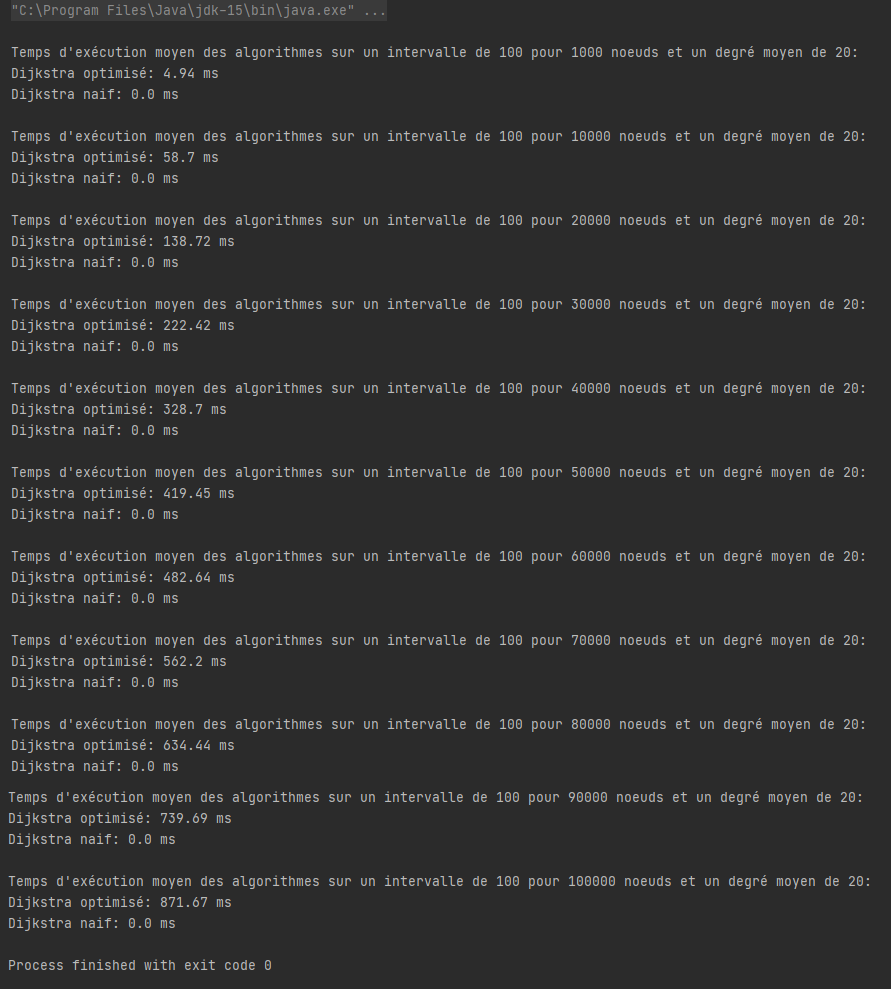 "C:\Program Files\Java\jdk-15\bin\java.exe" ...
Temps d'exécution moyen des algorithmes sur un intervalle de 100 pour 1000 noeuds et un degré moyen de 20:
Dijkstra optimisé: 4.94 ms
Dijkstra naif: 0.0 ms
Temps d'exécution moyen des algorithmes sur un intervalle de 100 pour 10000 noeuds et un degré moyen de 20:
Dijkstra optimisé: 58.7 ms
Dijkstra naif: 0.0 ms
Temps d'exécution moyen des algorithmes sur un intervalle de 100 pour 20000 noeuds et un degré moyen de 20:
Dijkstra optimisé: 138.72 ms
Dijkstra naif: 0.0 ms
Temps d'exécution moyen des algorithmes sur un intervalle de 100 pour 30000 noeuds et un degré moyen de 20:
Dijkstra optimisé: 222.42 ms
Dijkstra naif: 0.0 ms
Temps d'exécution moyen des algorithmes sur un intervalle de 100 pour 40000 noeuds et un degré moyen de 20:
Dijkstra optimisé: 328.7 ms
Dijkstra naif: 0.0 ms
Temps d'exécution moyen des algorithmes sur un intervalle de 100 pour 50000 noeuds et un degré moyen de 20:
Dijkstra optimisé: 419.45 ms
Dijkstra naif: 0.0 ms
Temps d'exécution moyen des algorithmes sur un intervalle de 100 pour 60000 noeuds et un degré moyen de 20:
Dijkstra optimisé: 482.64 ms
Dijkstra naif: 0.0 ms
Temps d'exécution moyen des algorithmes sur un intervalle de 100 pour 70000 noeuds et un degré moyen de 20:
Dijkstra optimisé: 562.2 ms
Dijkstra naif: 0.0 ms
Temps d'exécution moyen des algorithmes sur un intervalle de 100 pour 80000 noeuds et un degré moyen de 20:
Dijkstra optimisé: 634.44 ms
Dijkstra naif: 0.0 ms
Temps d'exécution moyen des algorithmes sur un intervalle de 100 pour 90000 noeuds et un degré moyen de 20:
Dijkstra optimisé: 739.69 ms
Dijkstra naif: 0.0 ms
Temps d'exécution moyen des algorithmes sur un intervalle de 100 pour 100000 noeuds et un degré moyen de 20:
Dijkstra optimisé: 871.67 ms
Dijkstra naif: 0.0 ms
Process finished with exit code 0